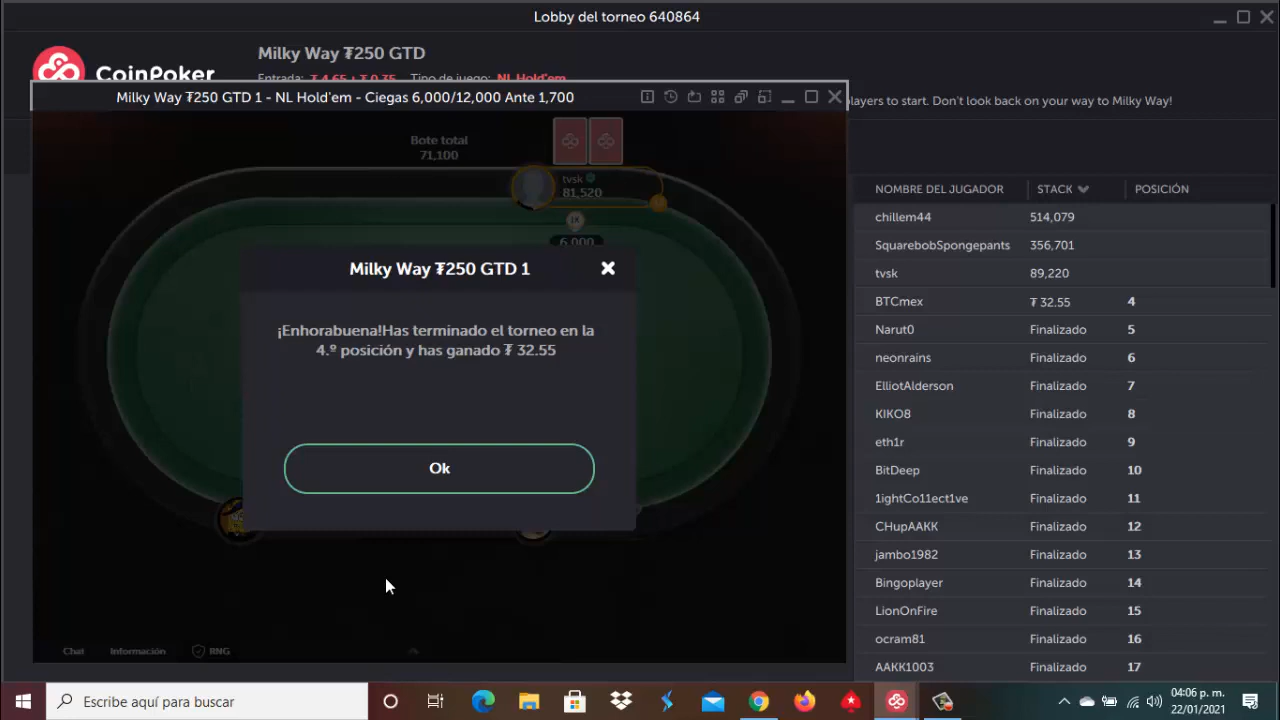 Lobby del torneo 640864
CoinPoker
Milky Way ₮250 GTD
Entrada: ₮ 4.65 + ₮ 0.35 Tipo de juego: NL Hold'em
Milky Way ₮250 GTD 1 - NL Hold'em - Ciegas 6,000/12,000 Ante 1,700
players to start. Don't look back on your way to Milky Way!
Bote total
71,100
tvsk
81,520
6,000
Milky Way ₮250 GTD 1
¡Enhorabuena!Has terminado el torneo en la
4.º posición y has ganado ₮ 32.55
Ok
Chat Información RNG
NOMBRE DEL JUGADOR STACK POSICIÓN
chillem44 514,079
SquarebobSpongepants 356,701
tvsk 89,220
BTCmex ₮ 32.55 4
Narut0 Finalizado 5
neonrains Finalizado 6
ElliotAlderson Finalizado 7
KIKO8 Finalizado 8
eth1r Finalizado 9
BitDeep Finalizado 10
1ightCo11ect1ve Finalizado 11
CHupAAKK Finalizado 12
jambo1982 Finalizado 13
Bingoplayer Finalizado 14
LionOnFire Finalizado 15
ocram81 Finalizado 16
AAKK1003 Finalizado 17
Escribe aquí para buscar
04:06 p. m.
22/01/2021